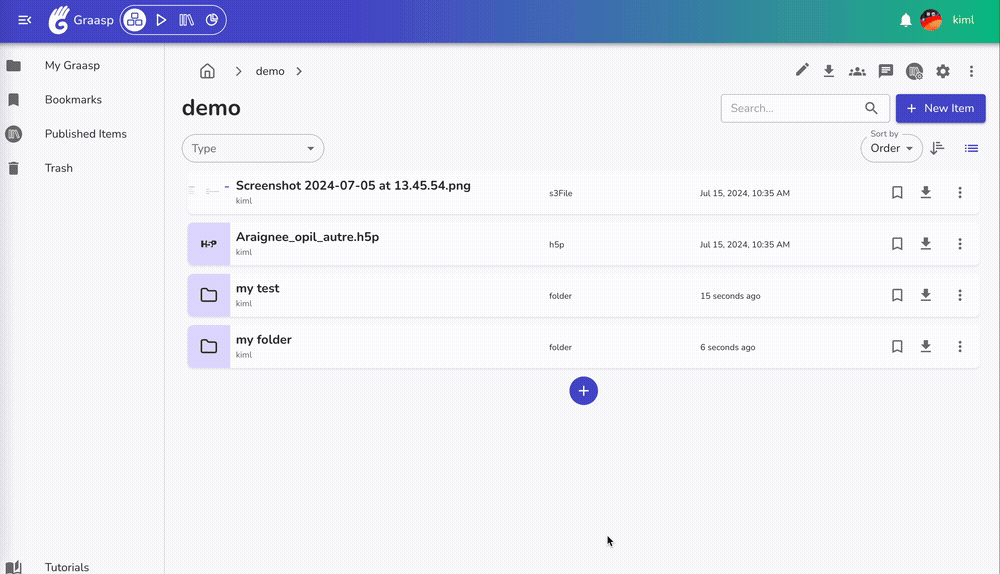 Graasp
kiml
My Graasp
Bookmarks
Published Items
Trash
Tutorials
demo
demo
Search...
New Item
Type
Sort by
Order
Screenshot 2024-07-05 at 13.45.54.png
kiml
s3File
Jul 15, 2024, 10:35 AM
H-P
Araignee_opil_autre.h5p
kiml
h5p
Jul 15, 2024, 10:35 AM
my test
kiml
folder
15 seconds ago
my folder
kiml
folder
6 seconds ago